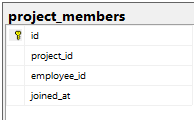 project_members
id
project_id
employee_id
joined_at